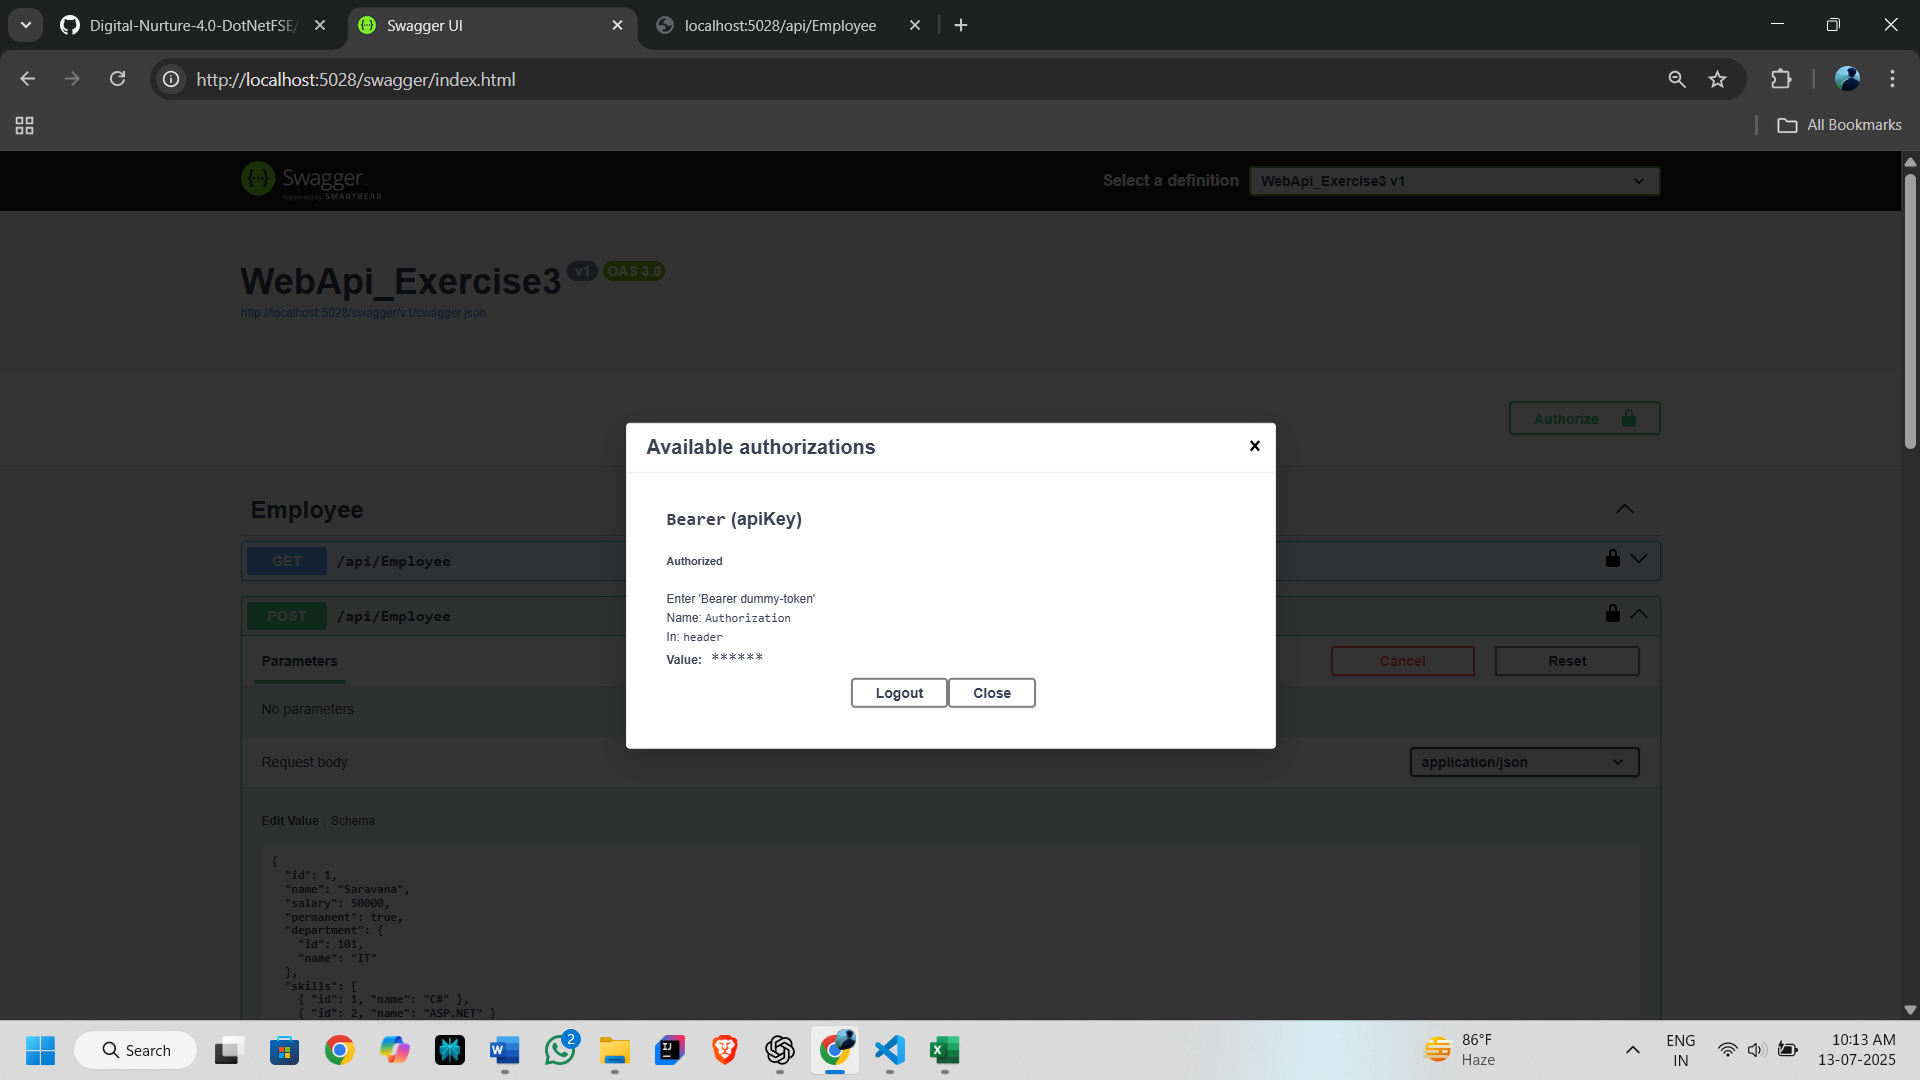 Digital-Nurture-4.0-DotNetFSE/
Swagger UI
localhost:5028/api/Employee
http://localhost:5028/swagger/index.html
All Bookmarks
Swagger
Supported by SMARTBEAR
Select a definition
WebApi_Exercise3 v1
WebApi_Exercise3 v1 OAS 3.0
http://localhost:5028/swagger/v1/swagger.json
Authorize
Available authorizations
Bearer (apiKey)
Authorized
Enter 'Bearer dummy-token'
Name: Authorization
In: header
Value: ******
Logout
Close
Employee
GET /api/Employee
POST /api/Employee
Parameters
Cancel
Reset
No parameters
Request body
application/json
Edit Value | Schema
{
"id": 1,
"name": "Saravana",
"salary": 50000,
"permanent": true,
"department": {
"id": 101,
"name": "IT"
},
"skills": [
{ "id": 1, "name": "C#" },
{ "id": 2, "name": "ASP.NET" }
Search
2
86°F
Haze
ENG
IN
10:13 AM
13-07-2025